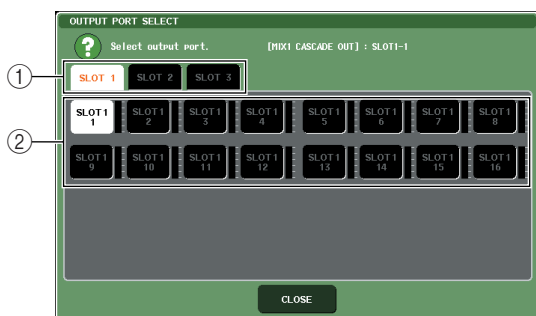 OUTPUT PORT SELECT
? Select output port. [MIX1 CASCADE OUT] : SLOT1-1
① SLOT 1 SLOT 2 SLOT 3
② SLOT1 1 SLOT1 2 SLOT1 3 SLOT1 4 SLOT1 5 SLOT1 6 SLOT1 7 SLOT1 8
SLOT1 9 SLOT1 10 SLOT1 11 SLOT1 12 SLOT1 13 SLOT1 14 SLOT1 15 SLOT1 16
CLOSE